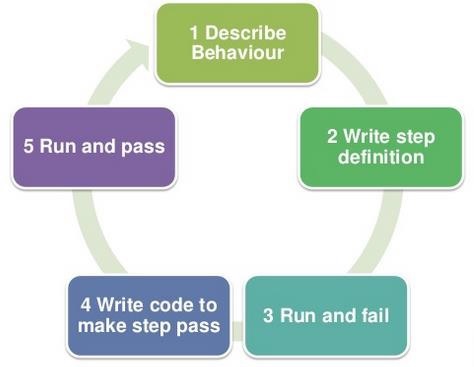 1 Describe
Behaviour
2 Write step
definition
3 Run and fail
4 Write code to
make step pass
5 Run and pass